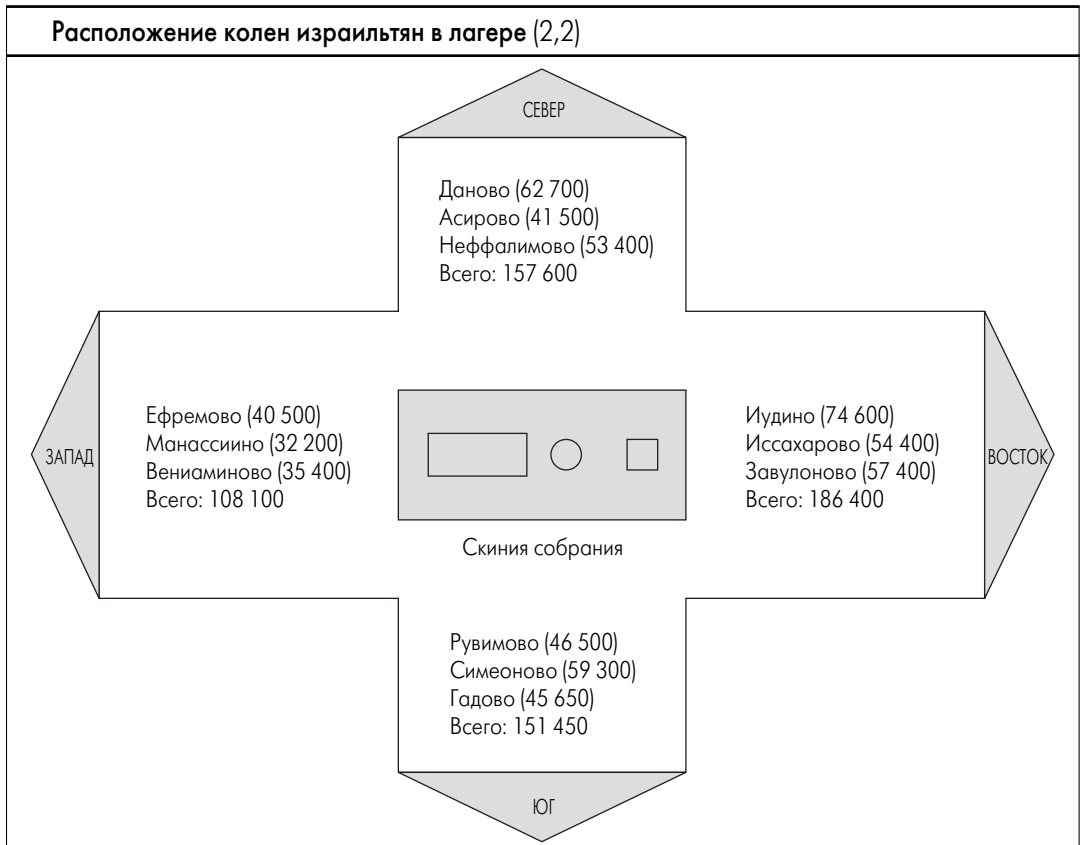 Расположение колен израильтян в лагере (2,2)
СЕВЕР
Даново (62 700)
Асирово (41 500)
Неффалимово (53 400)
Всего: 157 600
ЗАПАД
Ефремово (40 500)
Манассиино (32 200)
Вениаминово (35 400)
Всего: 108 100
Скиния собрания
Иудино (74 600)
Иссахарово (54 400)
Завулоново (57 400)
Всего: 186 400
ВОСТОК
Рувимово (46 500)
Симеоново (59 300)
Гадово (45 650)
Всего: 151 450
ЮГ